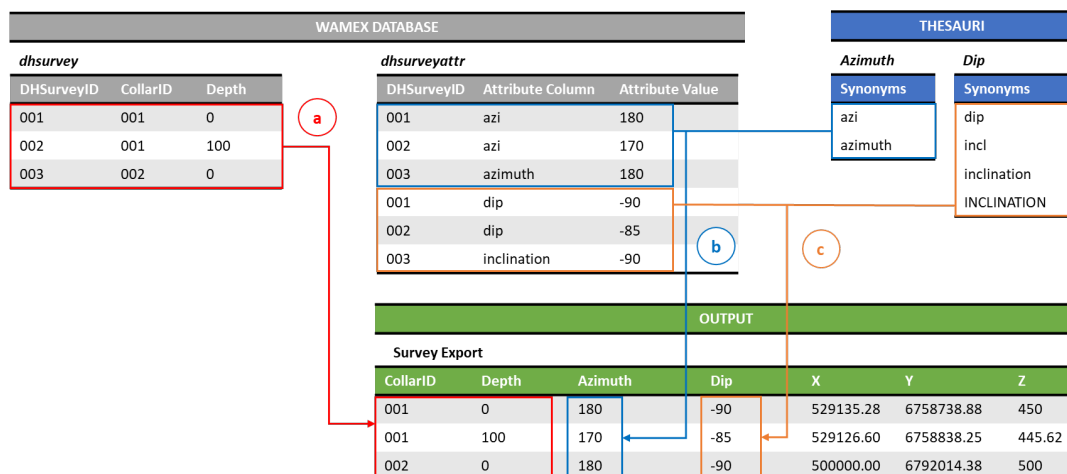 WAMEX DATABASE
THESAURI
dhsurvey
DHSurveyID CollarID Depth
001 001 0
002 001 100
003 002 0
a
dhsurveyattr
DHSurveyID Attribute Column Attribute Value
001 azi 180
002 azi 170
003 azimuth 180
001 dip -90
002 dip -85
003 inclination -90
Azimuth
Synonyms
azi
azimuth
Dip
Synonyms
dip
incl
inclination
INCLINATION
b
c
OUTPUT
Survey Export
CollarID Depth Azimuth Dip X Y Z
001 0 180 -90 529135.28 6758738.88 450
001 100 170 -85 529126.60 6758838.25 445.62
002 0 180 -90 500000.00 6792014.38 500